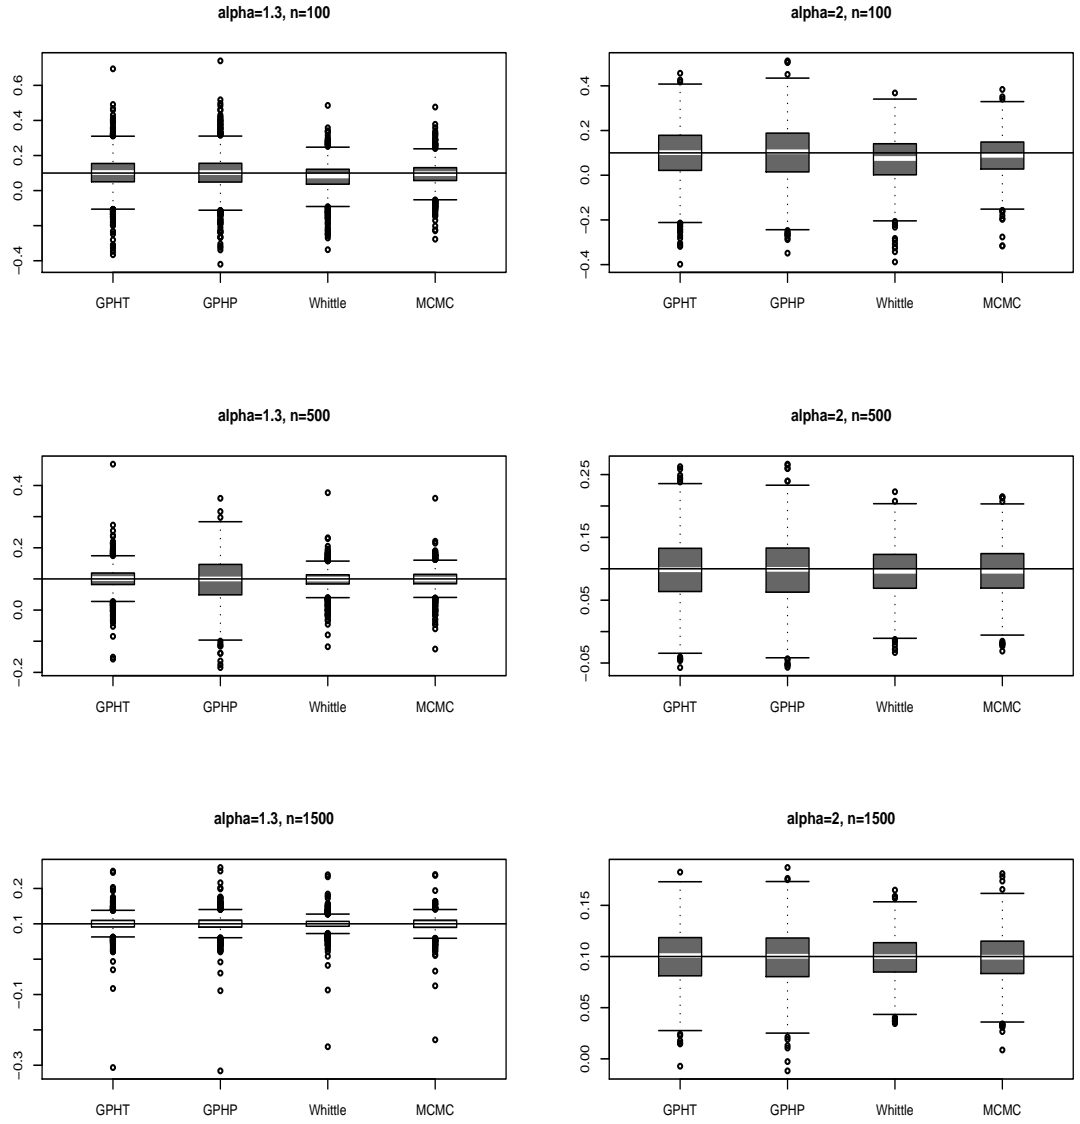 alpha=1.3, n=100
0.6
0.4
0.2
0.0
−0.4
GPHT GPHP Whittle MCMC
alpha=2, n=100
0.4
0.2
0.0
−0.2
−0.4
GPHT GPHP Whittle MCMC
alpha=1.3, n=500
0.4
0.2
0.0
−0.2
GPHT GPHP Whittle MCMC
alpha=2, n=500
0.25
0.15
0.05
−0.05
GPHT GPHP Whittle MCMC
alpha=1.3, n=1500
0.2
0.1
−0.1
−0.3
GPHT GPHP Whittle MCMC
alpha=2, n=1500
0.15
0.10
0.05
0.00
GPHT GPHP Whittle MCMC